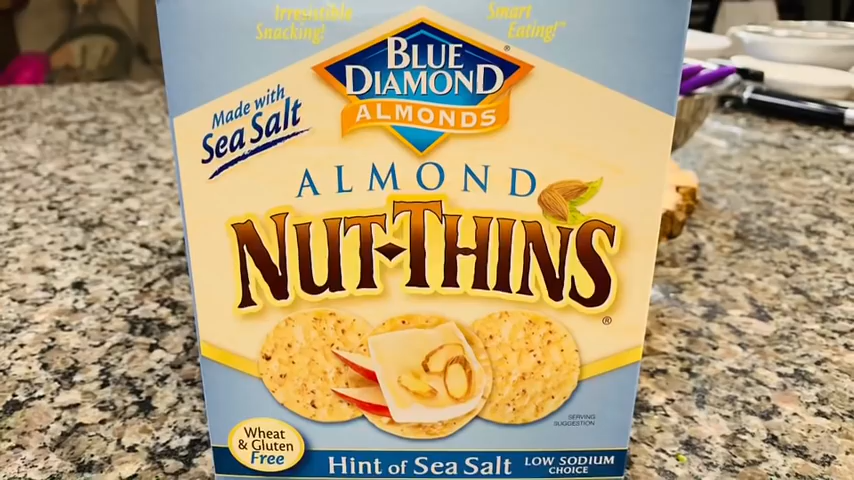 Irresistible
Snacking!
Smart
Eating!™
BLUE
DIAMOND®
ALMONDS
Made with
Sea Salt
ALMOND
NUT-THINS®
SERVING
SUGGESTION
Wheat
& Gluten
Free
Hint of Sea Salt
LOW SODIUM
CHOICE